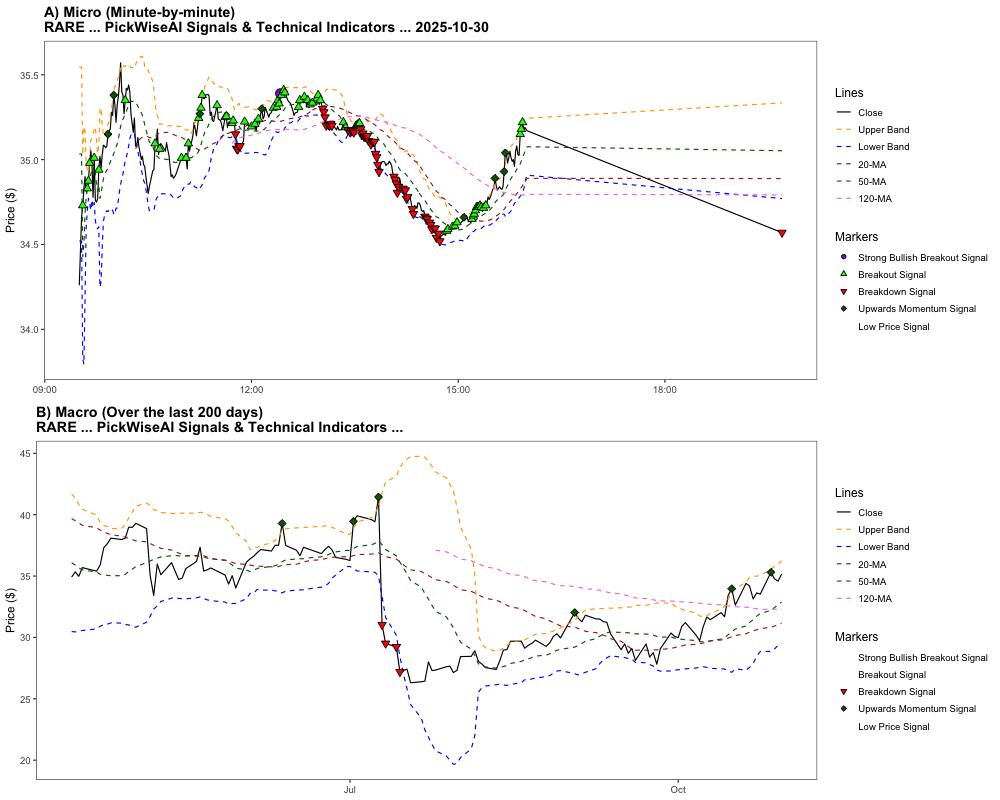 A) Micro (Minute-by-minute)
RARE ... PickWiseAI Signals & Technical Indicators ... 2025-10-30
Price ($)
35.5
35.0
34.5
34.0
09:00
12:00
15:00
18:00
Lines
Close
Upper Band
Lower Band
20-MA
50-MA
120-MA
Markers
Strong Bullish Breakout Signal
Breakout Signal
Breakdown Signal
Upwards Momentum Signal
Low Price Signal
B) Macro (Over the last 200 days)
RARE ... PickWiseAI Signals & Technical Indicators ...
Price ($)
45
40
35
30
25
20
Jul
Oct
Lines
Close
Upper Band
Lower Band
20-MA
50-MA
120-MA
Markers
Strong Bullish Breakout Signal
Breakout Signal
Breakdown Signal
Upwards Momentum Signal
Low Price Signal